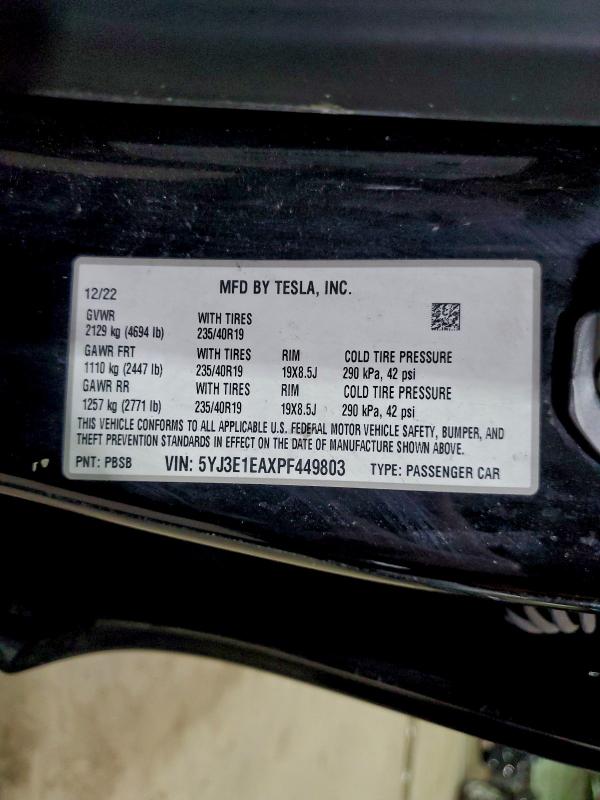 MFD BY TESLA, INC.
12/22
GVWR WITH TIRES
2129 kg (4694 lb) 235/40R19
GAWR FRT WITH TIRES RIM COLD TIRE PRESSURE
1110 kg (2447 lb) 235/40R19 19X8.5J 290 kPa, 42 psi
GAWR RR WITH TIRES RIM COLD TIRE PRESSURE
1257 kg (2771 lb) 235/40R19 19X8.5J 290 kPa, 42 psi
THIS VEHICLE CONFORMS TO ALL APPLICABLE U.S. FEDERAL MOTOR VEHICLE SAFETY, BUMPER, AND
THEFT PREVENTION STANDARDS IN EFFECT ON THE DATE OF MANUFACTURE SHOWN ABOVE.
PNT: PBSB VIN: 5YJ3E1EAXPF449803 TYPE: PASSENGER CAR